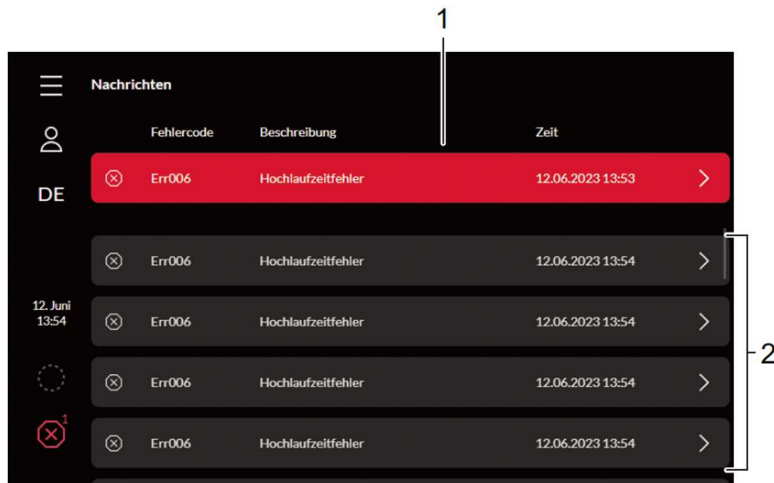 1
Nachrichten
Fehlercode Beschreibung Zeit
Err006 Hochlaufzeitfehler 12.06.2023 13:53
DE
Err006 Hochlaufzeitfehler 12.06.2023 13:54
12. Juni
13:54
Err006 Hochlaufzeitfehler 12.06.2023 13:54
2
Err006 Hochlaufzeitfehler 12.06.2023 13:54
1
Err006 Hochlaufzeitfehler 12.06.2023 13:54